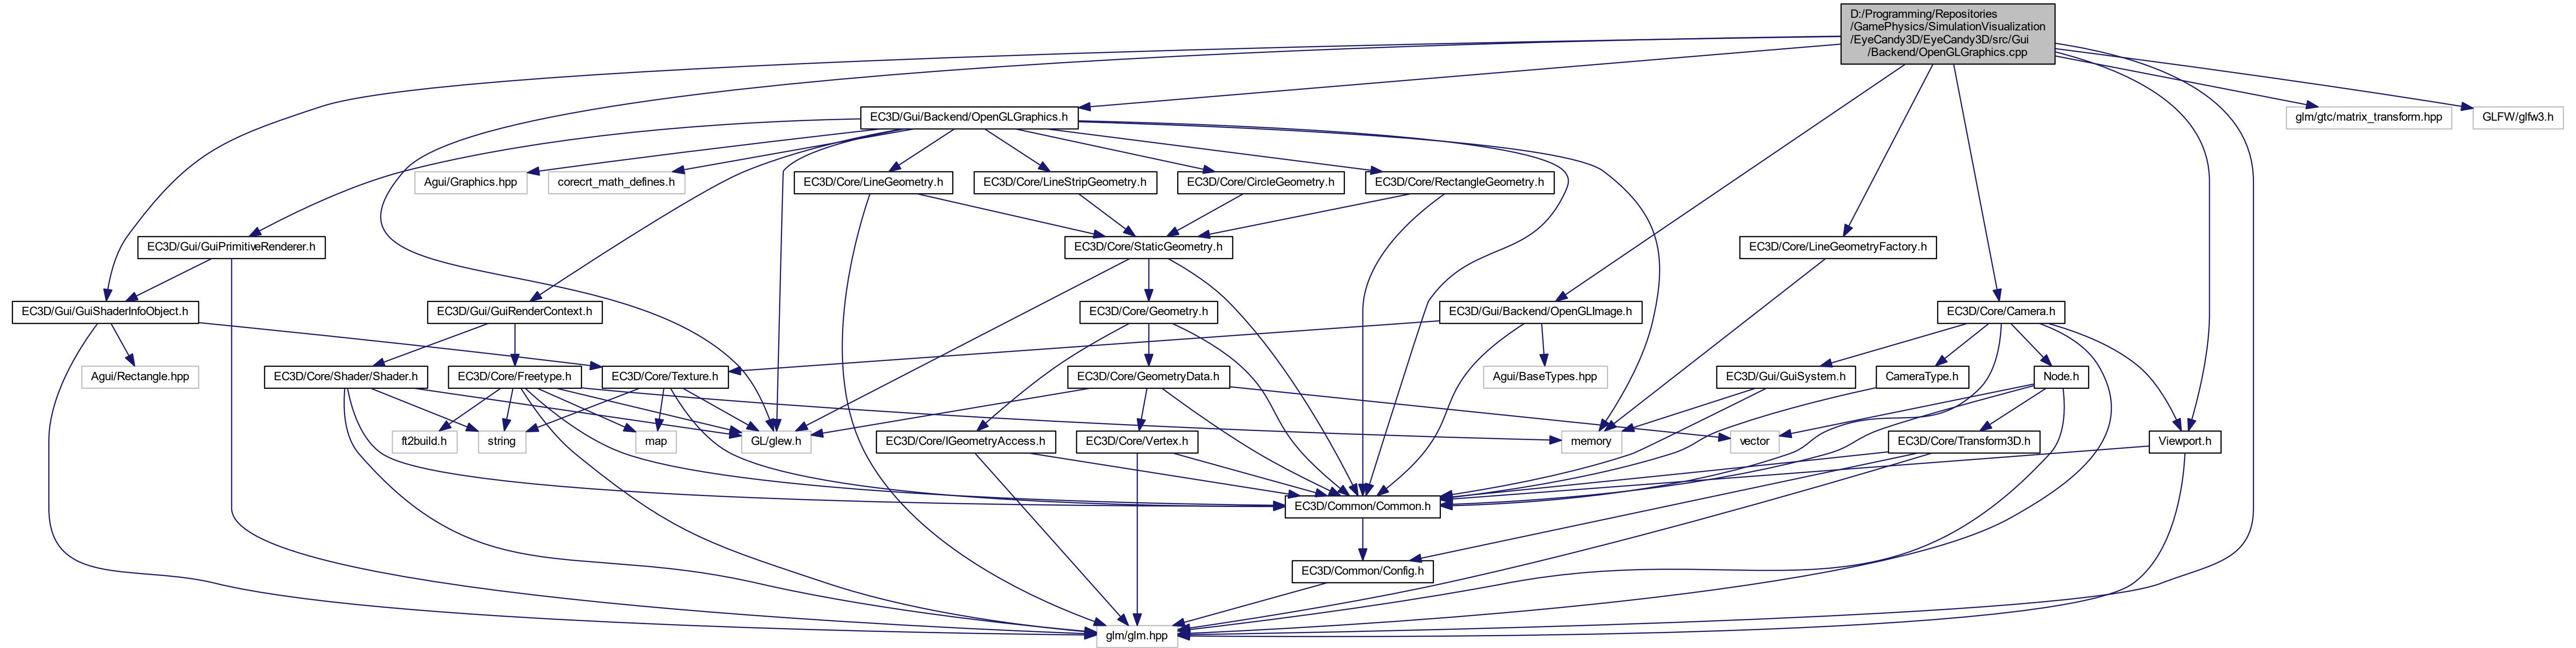 D:/Programming/Repositories
/GamePhysics/SimulationVisualization
/EyeCandy3D/EyeCandy3D/src/Gui
/Backend/OpenGLGraphics.cpp
EC3D/Gui/Backend/OpenGLGraphics.h
glm/gtc/matrix_transform.hpp
GLFW/glfw3.h
Agui/Graphics.hpp
corecrt_math_defines.h
EC3D/Core/LineGeometry.h
EC3D/Core/LineStripGeometry.h
EC3D/Core/CircleGeometry.h
EC3D/Core/RectangleGeometry.h
EC3D/Gui/GuiPrimitiveRenderer.h
EC3D/Core/StaticGeometry.h
EC3D/Core/LineGeometryFactory.h
EC3D/Gui/GuiShaderInfoObject.h
EC3D/Gui/GuiRenderContext.h
EC3D/Core/Geometry.h
EC3D/Gui/Backend/OpenGLImage.h
EC3D/Core/Camera.h
Agui/Rectangle.hpp
EC3D/Core/Shader/Shader.h
EC3D/Core/Freetype.h
EC3D/Core/Texture.h
EC3D/Core/GeometryData.h
Agui/BaseTypes.hpp
EC3D/Gui/GuiSystem.h
CameraType.h
Node.h
ft2build.h
string
map
GL/glew.h
EC3D/Core/IGeometryAccess.h
EC3D/Core/Vertex.h
memory
vector
EC3D/Core/Transform3D.h
Viewport.h
EC3D/Common/Common.h
EC3D/Common/Config.h
glm/glm.hpp